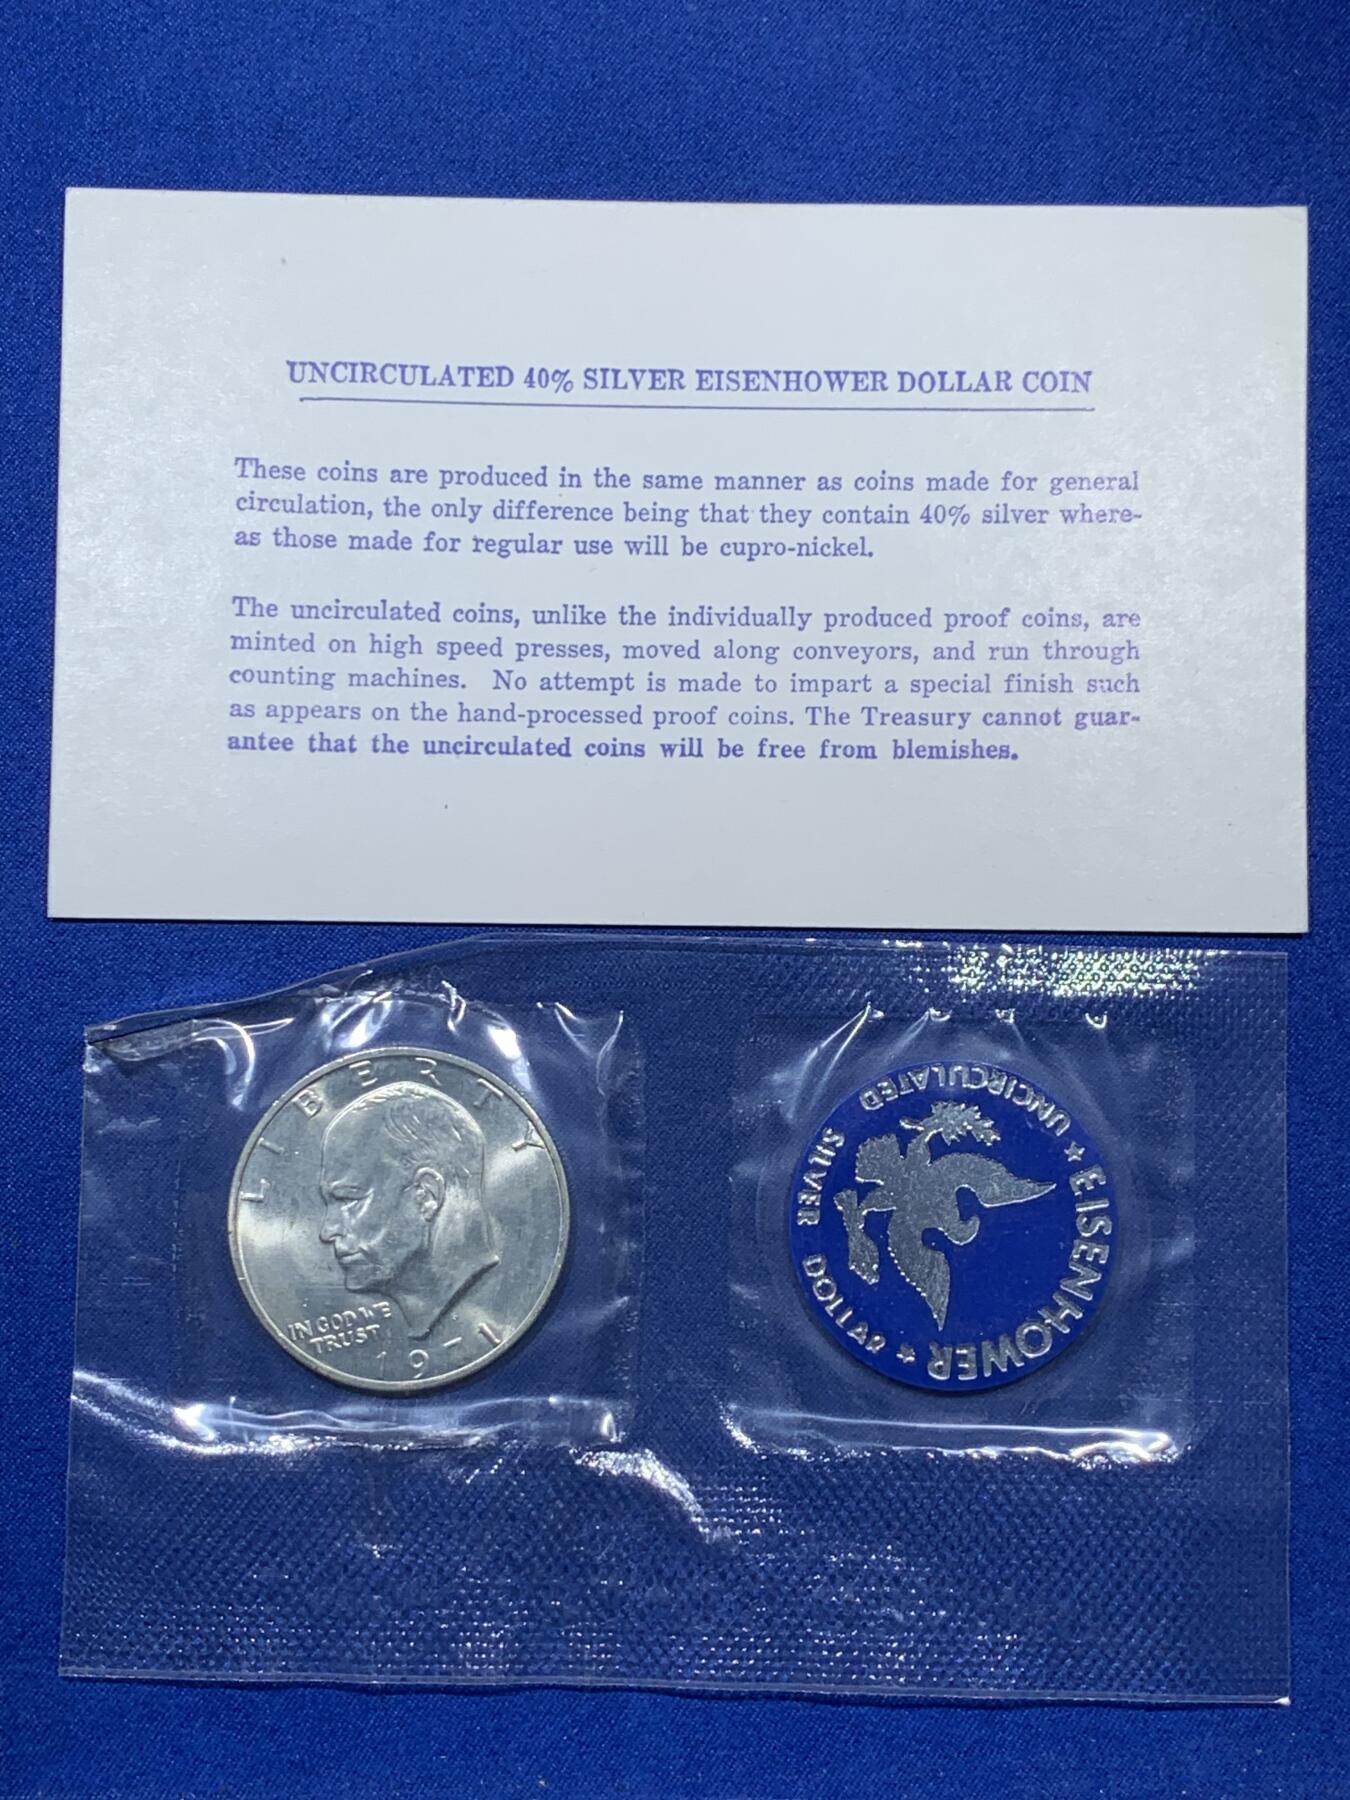 UNCIRCULATED 40% SILVER EISENHOWER DOLLAR COIN
These coins are produced in the same manner as coins made for general
circulation, the only difference being that they contain 40% silver where-
as those made for regular use will be cupro-nickel.
The uncirculated coins, unlike the individually produced proof coins, are
minted on high speed presses, moved along conveyors, and run through
counting machines. No attempt is made to impart a special finish such
as appears on the hand-processed proof coins. The Treasury cannot guar-
antee that the uncirculated coins will be free from blemishes.
LIBERTY
IN GOD WE
TRUST
1971
EISENHOWER
★ UNCIRCULATED
SILVER DOLLAR ★